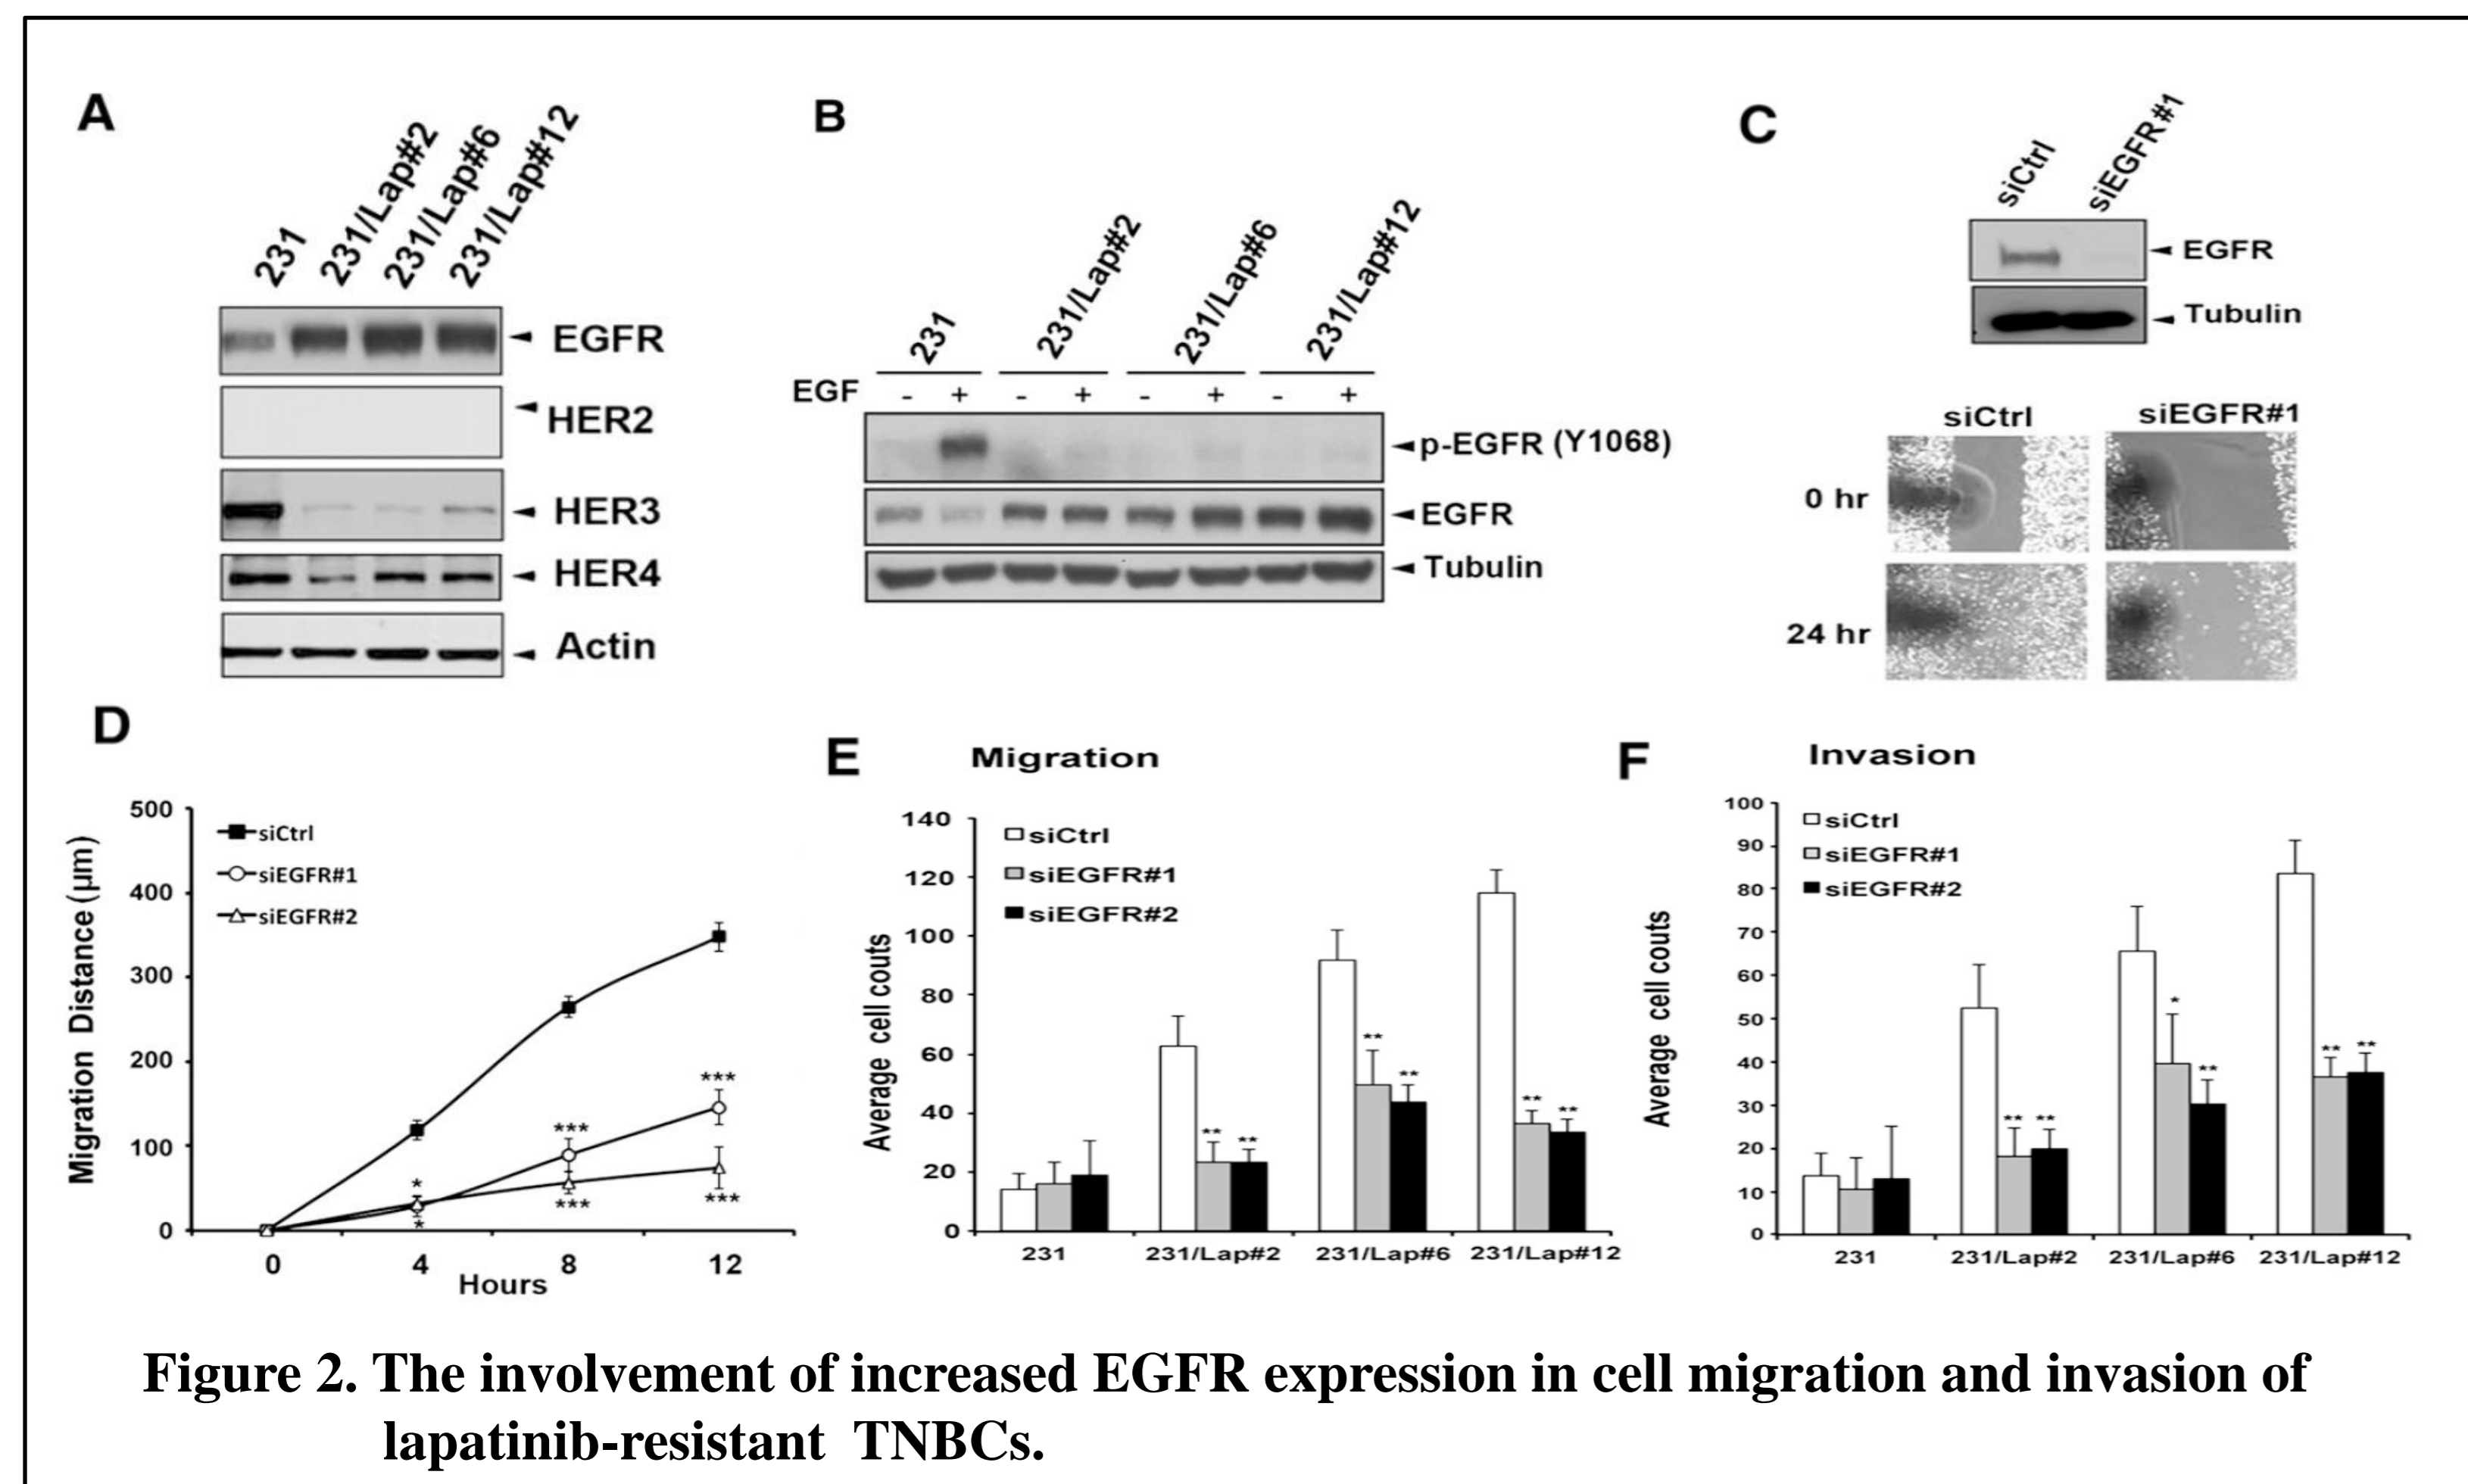 A
231
231/Lap#2
231/Lap#6
231/Lap#12
EGFR
HER2
HER3
HER4
Actin
B
231
231/Lap#2
231/Lap#6
231/Lap#12
EGF - + - + - + - +
p-EGFR (Y1068)
EGFR
Tubulin
C
siCtrl
siEGFR#1
EGFR
Tubulin
siCtrl siEGFR#1
0 hr
24 hr
D
Migration Distance (µm)
500
400
300
200
100
0
siCtrl
siEGFR#1
siEGFR#2
*
*
***
***
***
***
0 4 8 12
Hours
E Migration
Average cell couts
140
120
100
80
60
40
20
0
siCtrl
siEGFR#1
siEGFR#2
** **
** **
** **
231 231/Lap#2 231/Lap#6 231/Lap#12
F Invasion
Average cell couts
100
90
80
70
60
50
40
30
20
10
0
siCtrl
siEGFR#1
siEGFR#2
** **
* **
** **
231 231/Lap#2 231/Lap#6 231/Lap#12
Figure 2. The involvement of increased EGFR expression in cell migration and invasion of
lapatinib-resistant TNBCs.